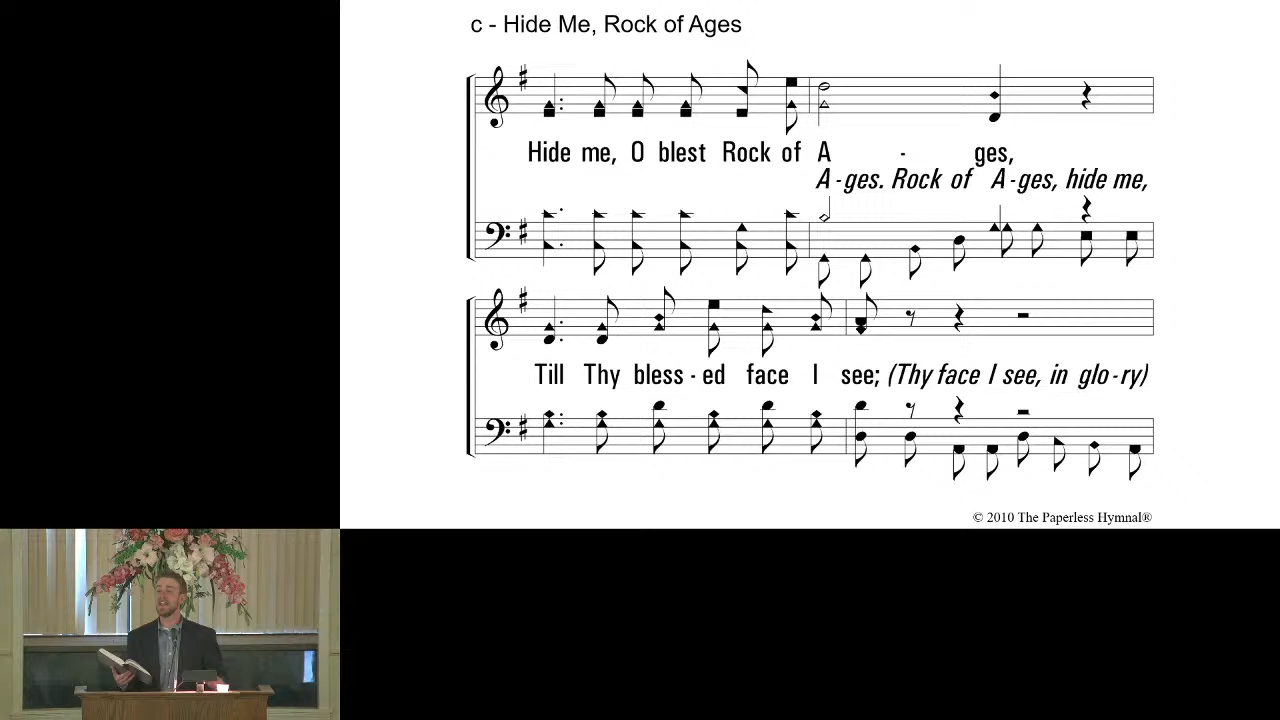 c - Hide Me, Rock of Ages
Hide me, O blest Rock of A - ges,
A - ges. Rock of A - ges, hide me,
Till Thy bless - ed face I see; (Thy face I see, in glo - ry)
© 2010 The Paperless Hymnal®